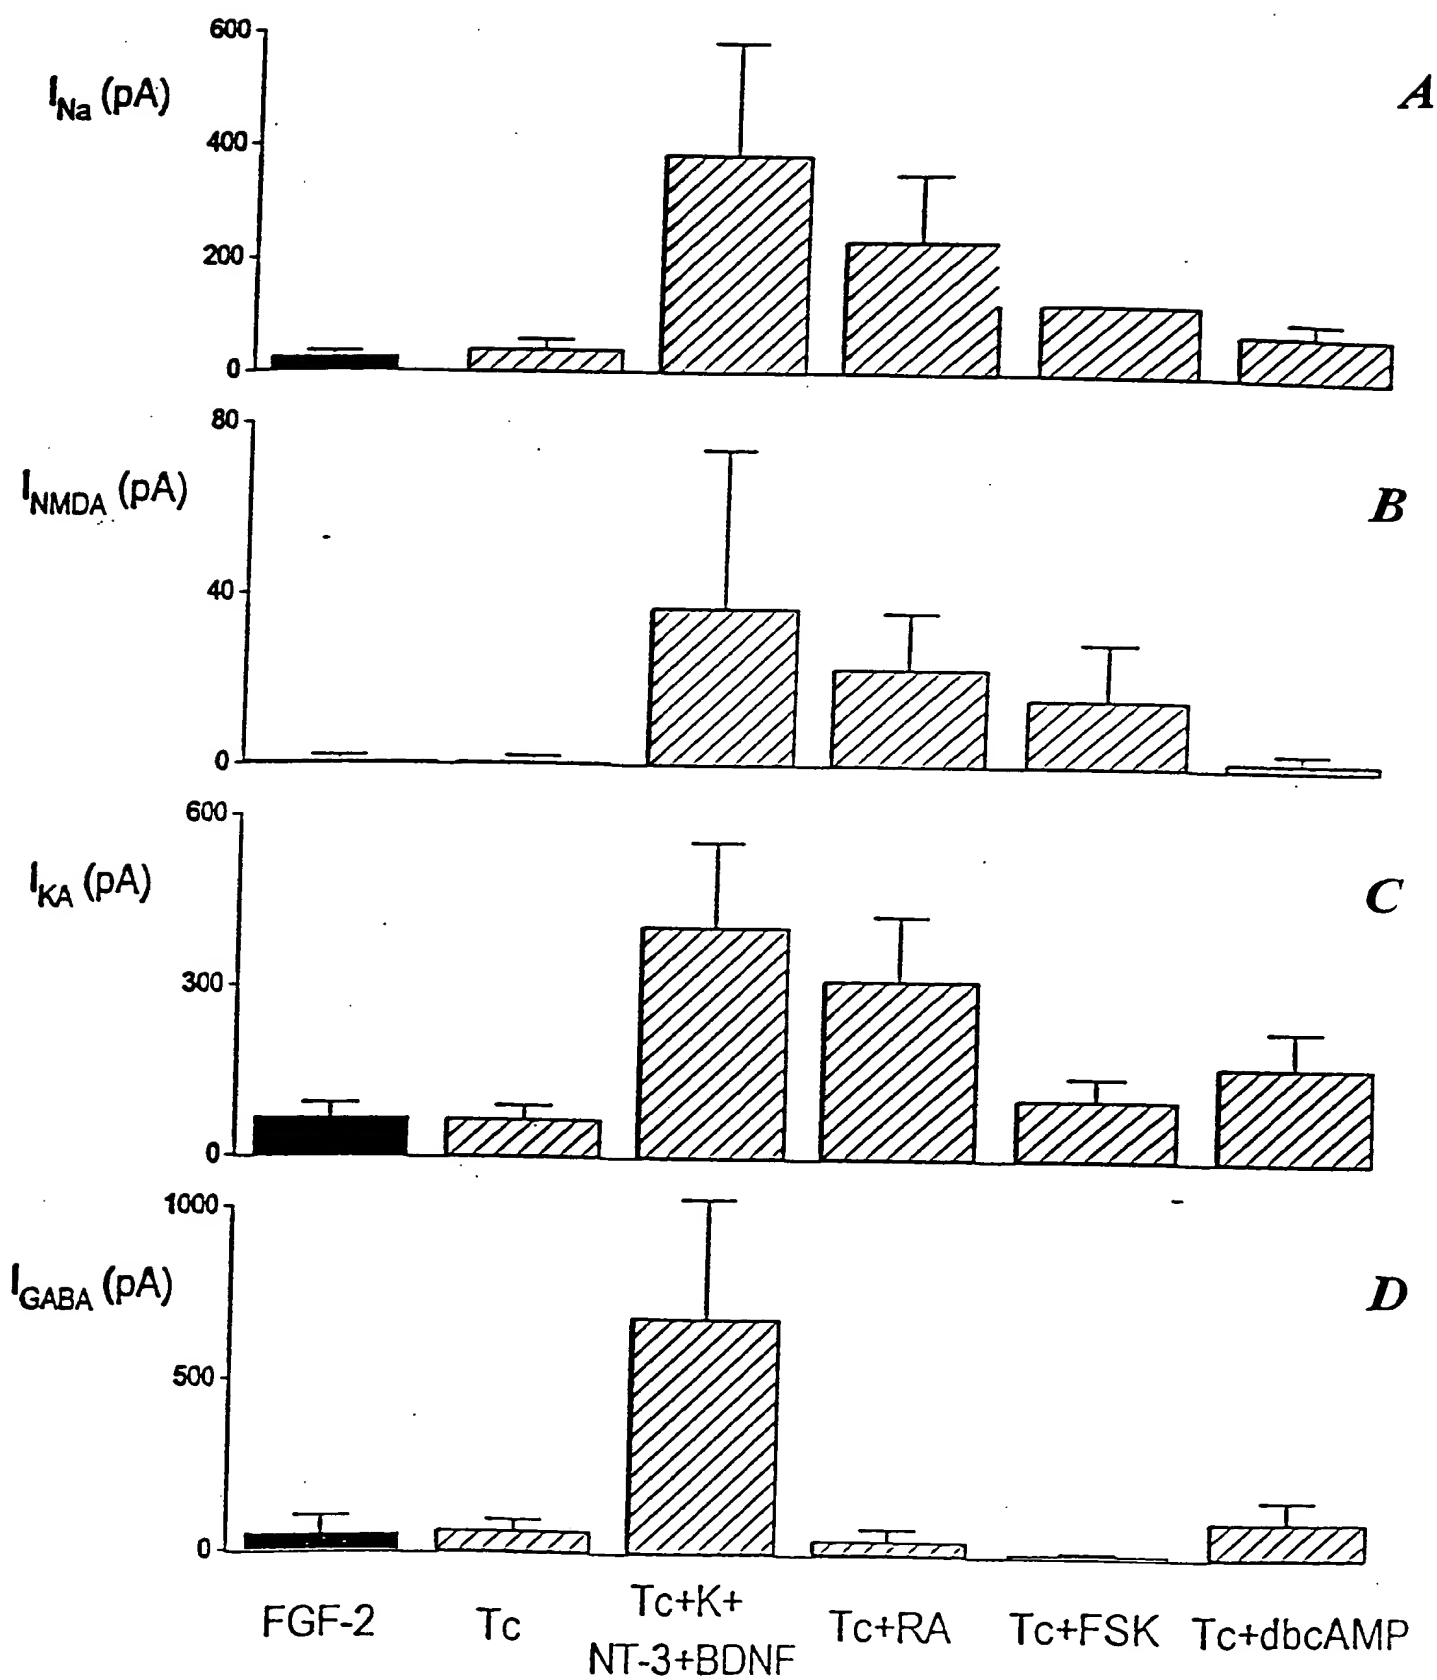 600
I_Na (pA)
A
400
200
0
80
I_NMDA (pA)
B
40
0
600
I_KA (pA)
C
300
0
1000
I_GABA (pA)
D
500
0
FGF-2
Tc
Tc+K+
NT-3+BDNF
Tc+RA
Tc+FSK
Tc+dbcAMP